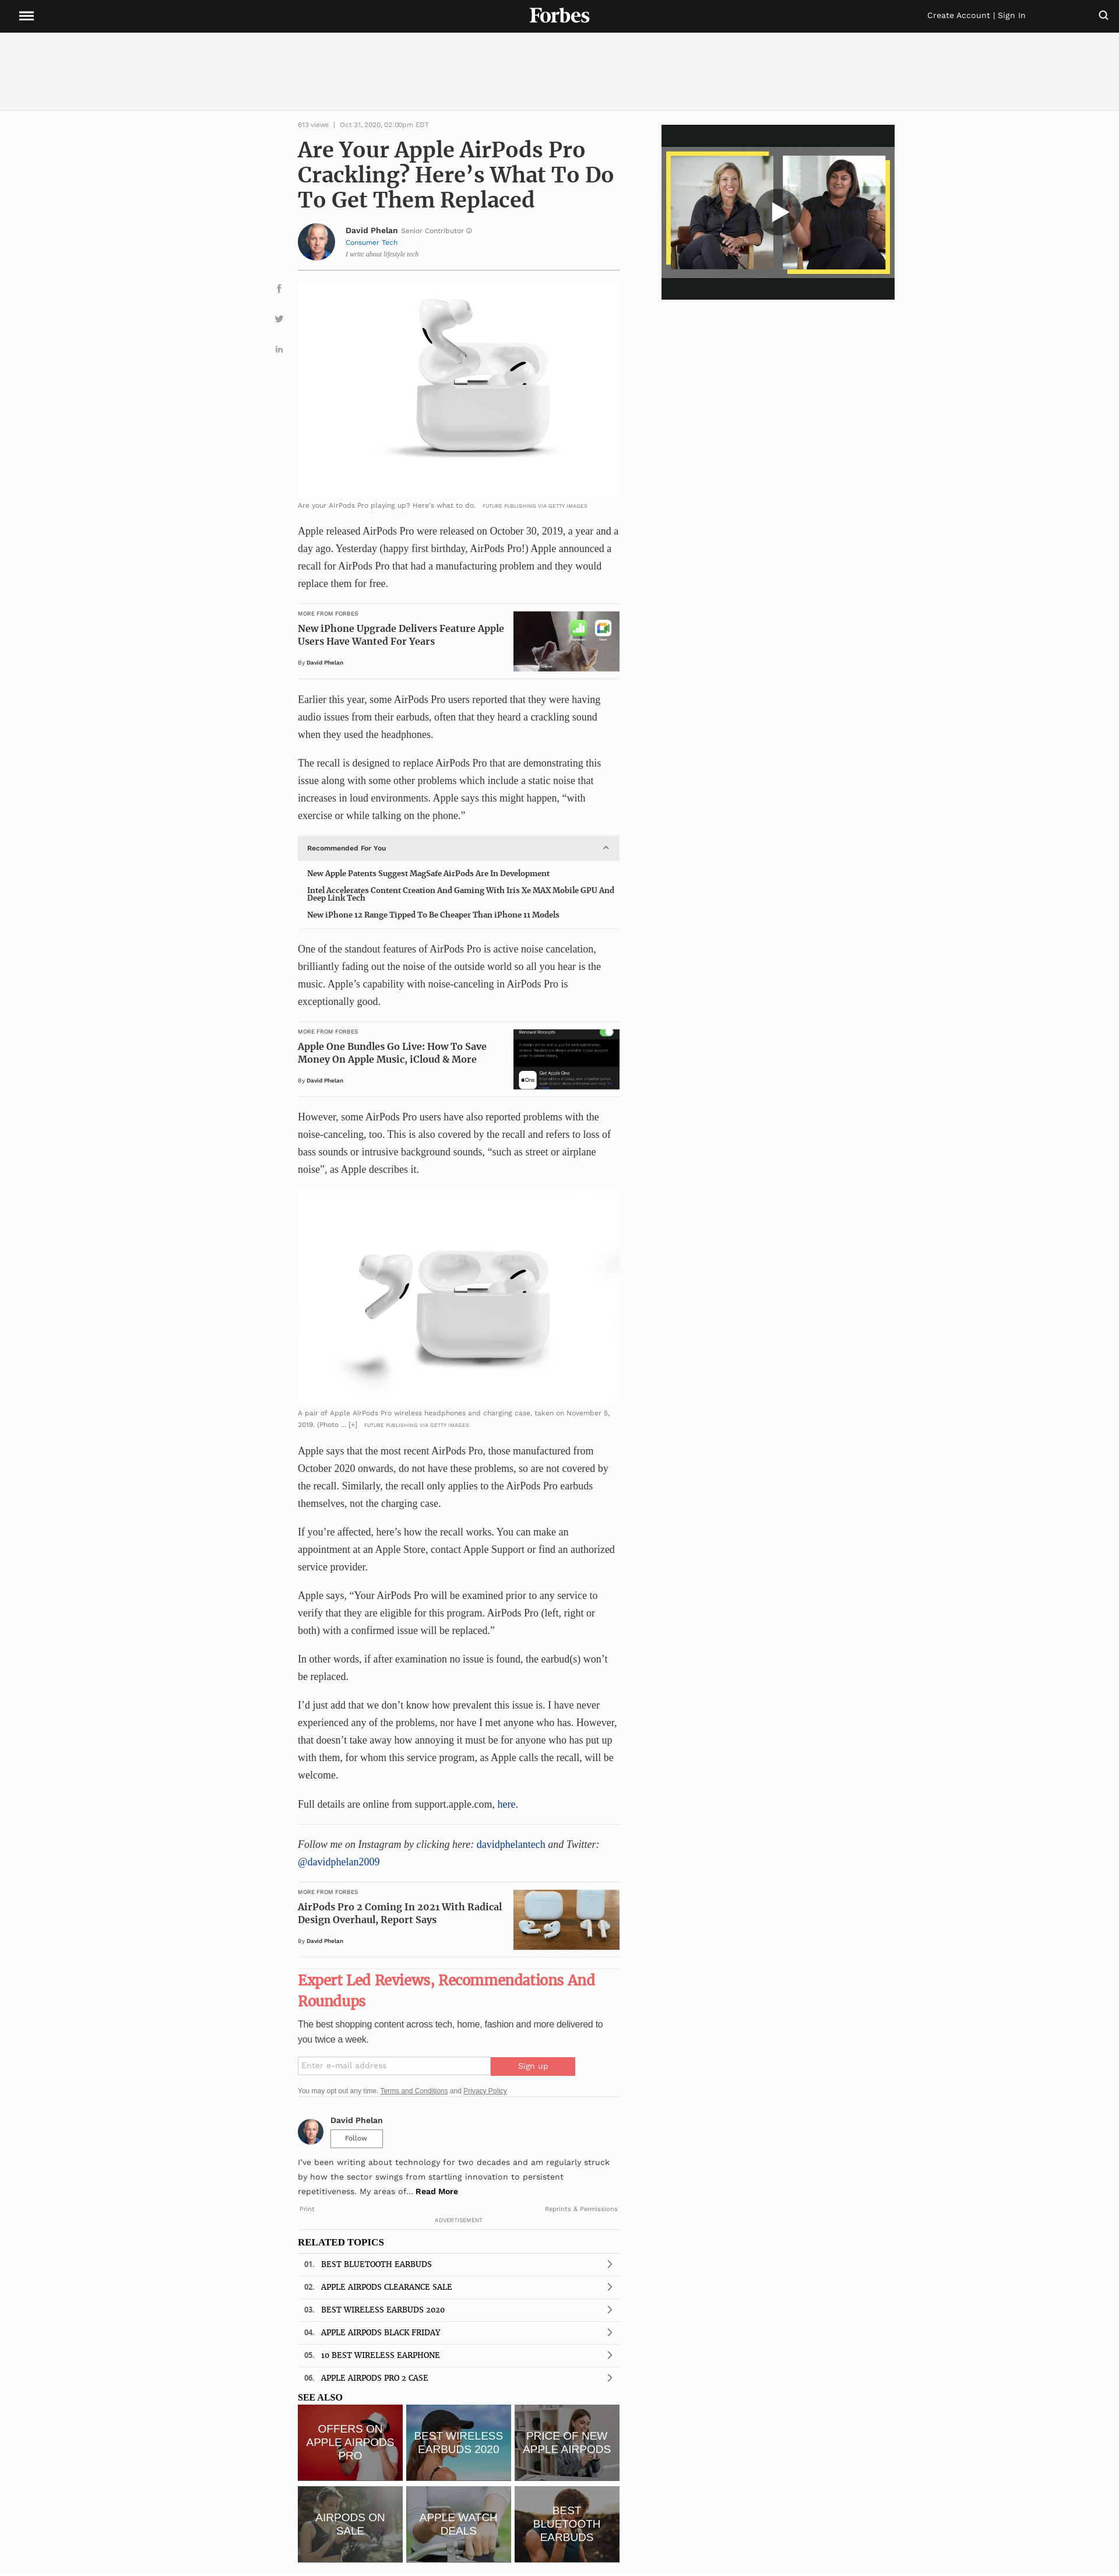 Forbes
Create Account | Sign In
613 views | Oct 31, 2020, 02:00pm EDT
Are Your Apple AirPods Pro
Crackling? Here’s What To Do
To Get Them Replaced
David Phelan Senior Contributor
Consumer Tech
I write about lifestyle tech
Are your AirPods Pro playing up? Here's what to do. FUTURE PUBLISHING VIA GETTY IMAGES
Apple released AirPods Pro were released on October 30, 2019, a year and a
day ago. Yesterday (happy first birthday, AirPods Pro!) Apple announced a
recall for AirPods Pro that had a manufacturing problem and they would
replace them for free.
MORE FROM FORBES
New iPhone Upgrade Delivers Feature Apple
Users Have Wanted For Years
By David Phelan
Earlier this year, some AirPods Pro users reported that they were having
audio issues from their earbuds, often that they heard a crackling sound
when they used the headphones.
The recall is designed to replace AirPods Pro that are demonstrating this
issue along with some other problems which include a static noise that
increases in loud environments. Apple says this might happen, “with
exercise or while talking on the phone.”
Recommended For You
New Apple Patents Suggest MagSafe AirPods Are In Development
Intel Accelerates Content Creation And Gaming With Iris Xe MAX Mobile GPU And
Deep Link Tech
New iPhone 12 Range Tipped To Be Cheaper Than iPhone 11 Models
One of the standout features of AirPods Pro is active noise cancelation,
brilliantly fading out the noise of the outside world so all you hear is the
music. Apple’s capability with noise-canceling in AirPods Pro is
exceptionally good.
MORE FROM FORBES
Apple One Bundles Go Live: How To Save
Money On Apple Music, iCloud & More
By David Phelan
Renewal Receipts
Get Apple One
However, some AirPods Pro users have also reported problems with the
noise-canceling, too. This is also covered by the recall and refers to loss of
bass sounds or intrusive background sounds, “such as street or airplane
noise”, as Apple describes it.
A pair of Apple AirPods Pro wireless headphones and charging case, taken on November 5,
2019. (Photo ... [+] FUTURE PUBLISHING VIA GETTY IMAGES
Apple says that the most recent AirPods Pro, those manufactured from
October 2020 onwards, do not have these problems, so are not covered by
the recall. Similarly, the recall only applies to the AirPods Pro earbuds
themselves, not the charging case.
If you’re affected, here’s how the recall works. You can make an
appointment at an Apple Store, contact Apple Support or find an authorized
service provider.
Apple says, “Your AirPods Pro will be examined prior to any service to
verify that they are eligible for this program. AirPods Pro (left, right or
both) with a confirmed issue will be replaced.”
In other words, if after examination no issue is found, the earbud(s) won’t
be replaced.
I’d just add that we don’t know how prevalent this issue is. I have never
experienced any of the problems, nor have I met anyone who has. However,
that doesn’t take away how annoying it must be for anyone who has put up
with them, for whom this service program, as Apple calls the recall, will be
welcome.
Full details are online from support.apple.com, here.
Follow me on Instagram by clicking here: davidphelantech and Twitter:
@davidphelan2009
MORE FROM FORBES
AirPods Pro 2 Coming In 2021 With Radical
Design Overhaul, Report Says
By David Phelan
Expert Led Reviews, Recommendations And
Roundups
The best shopping content across tech, home, fashion and more delivered to
you twice a week.
Enter e-mail address
Sign up
You may opt out any time. Terms and Conditions and Privacy Policy
David Phelan
Follow
I’ve been writing about technology for two decades and am regularly struck
by how the sector swings from startling innovation to persistent
repetitiveness. My areas of… Read More
Print
Reprints & Permissions
ADVERTISEMENT
RELATED TOPICS
01. BEST BLUETOOTH EARBUDS
02. APPLE AIRPODS CLEARANCE SALE
03. BEST WIRELESS EARBUDS 2020
04. APPLE AIRPODS BLACK FRIDAY
05. 10 BEST WIRELESS EARPHONE
06. APPLE AIRPODS PRO 2 CASE
SEE ALSO
OFFERS ON
APPLE AIRPODS
PRO
BEST WIRELESS
EARBUDS 2020
PRICE OF NEW
APPLE AIRPODS
AIRPODS ON
SALE
APPLE WATCH
DEALS
BEST
BLUETOOTH
EARBUDS